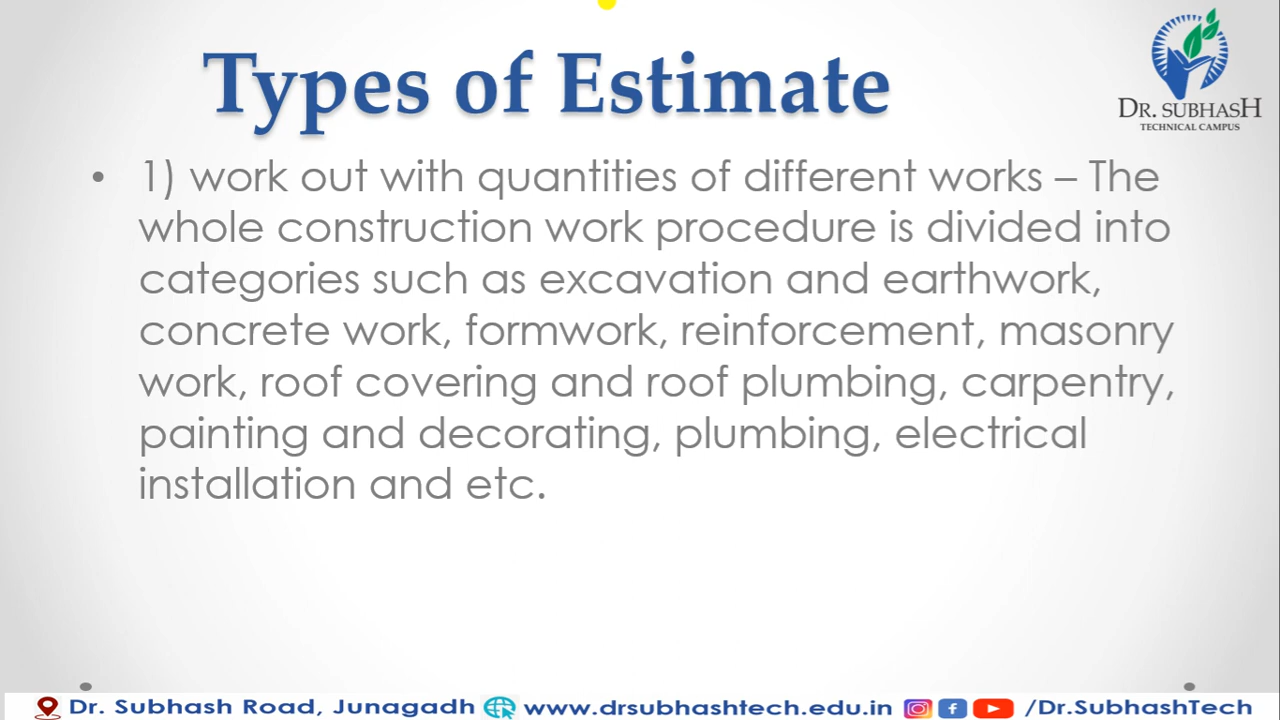 Types of Estimate
DR. SUBHASH
TECHNICAL CAMPUS
• 1) work out with quantities of different works – The
whole construction work procedure is divided into
categories such as excavation and earthwork,
concrete work, formwork, reinforcement, masonry
work, roof covering and roof plumbing, carpentry,
painting and decorating, plumbing, electrical
installation and etc.
Dr. Subhash Road, Junagadh www.drsubhashtech.edu.in /Dr.SubhashTech